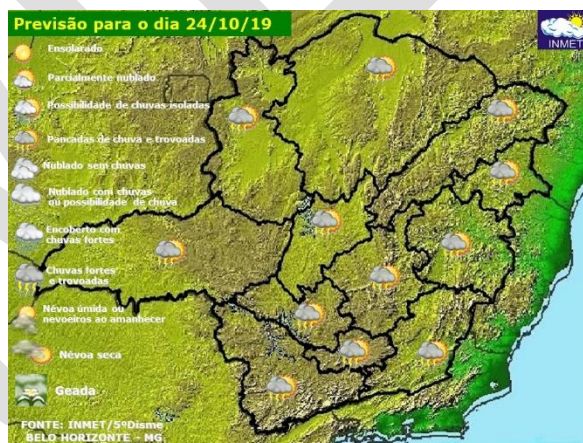 Previsão para o dia 24/10/19
INMET
Ensolarado
Parcialmente nublado
Possibilidade de chuvas isoladas
Pancadas de chuva e trovoadas
Nublado sem chuvas
Nublado com chuvas
ou possibilidade de chuva
Encoberto com
chuvas fortes
Chuvas fortes
e trovoadas
Névoa úmida ou
nevoeiros ao amanhecer
Névoa seca
Geada
FONTE: INMET/5ºDisme
BELO HORIZONTE - MG